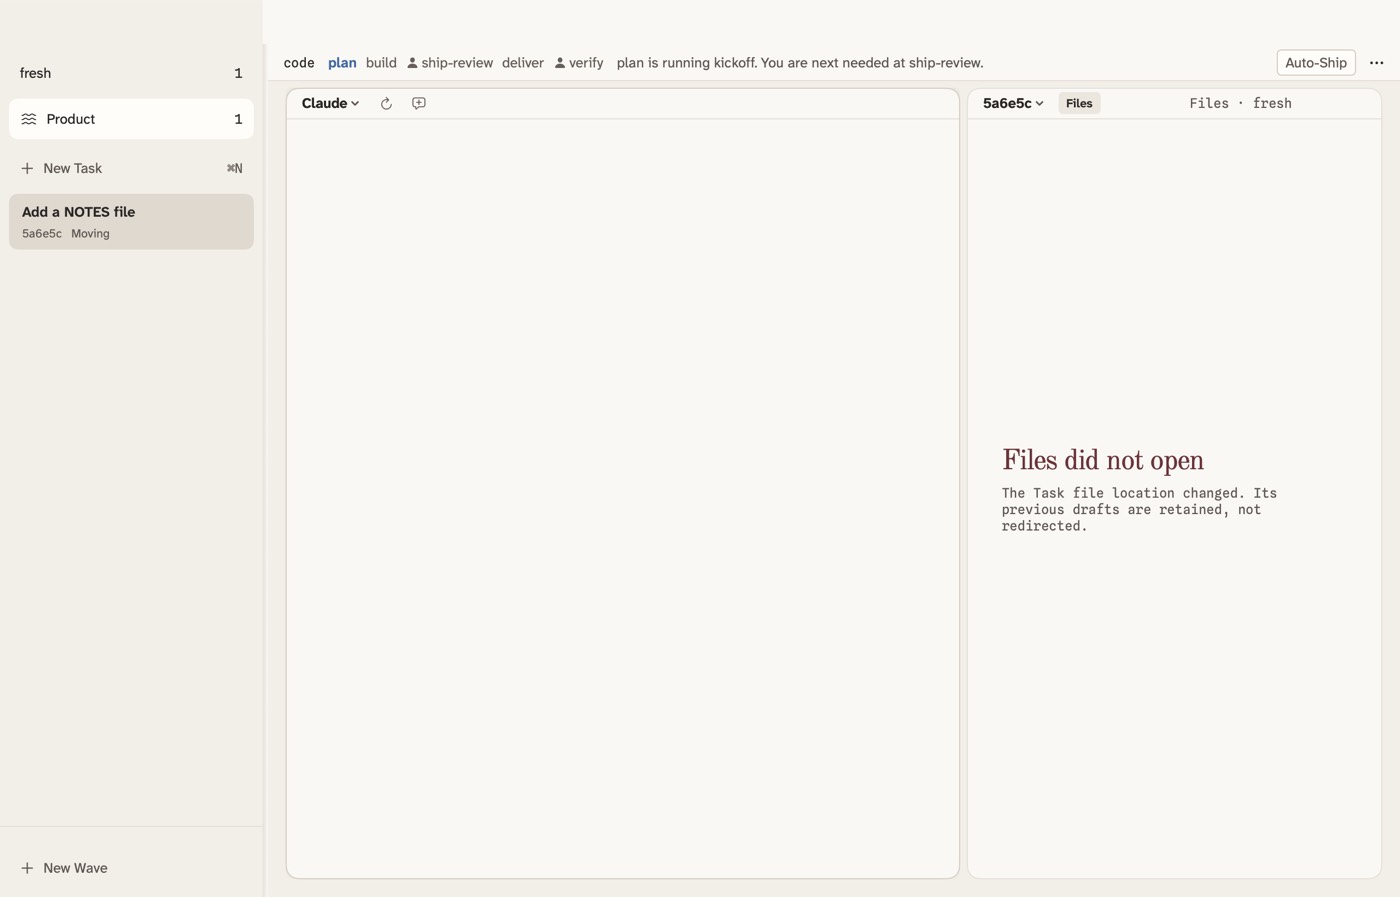 fresh 1
Product 1
New Task ⌘N
Add a NOTES file
5a6e5c Moving
New Wave
code plan build ship-review deliver verify plan is running kickoff. You are next needed at ship-review. Auto-Ship
Claude
5a6e5c Files Files · fresh
Files did not open
The Task file location changed. Its
previous drafts are retained, not
redirected.